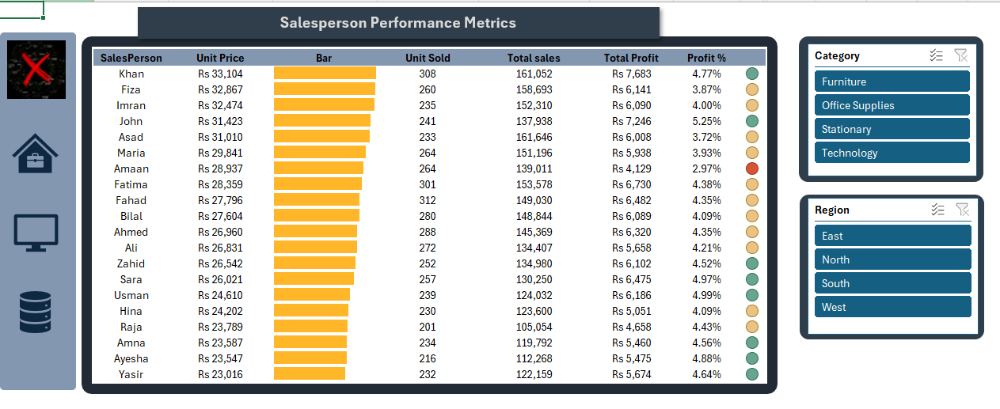 Salesperson Performance Metrics
SalesPerson Unit Price Bar Unit Sold Total sales Total Profit Profit %
Khan Rs 33,104 308 161,052 Rs 7,683 4.77%
Fiza Rs 32,867 260 158,693 Rs 6,141 3.87%
Imran Rs 32,474 235 152,310 Rs 6,090 4.00%
John Rs 31,423 241 137,938 Rs 7,246 5.25%
Asad Rs 31,010 233 161,646 Rs 6,008 3.72%
Maria Rs 29,841 264 151,196 Rs 5,938 3.93%
Amaan Rs 28,937 264 139,011 Rs 4,129 2.97%
Fatima Rs 28,359 301 153,578 Rs 6,730 4.38%
Fahad Rs 27,796 312 149,030 Rs 6,482 4.35%
Bilal Rs 27,604 280 148,844 Rs 6,089 4.09%
Ahmed Rs 26,960 288 145,369 Rs 6,320 4.35%
Ali Rs 26,831 272 134,407 Rs 5,658 4.21%
Zahid Rs 26,542 252 134,980 Rs 6,102 4.52%
Sara Rs 26,021 257 130,250 Rs 6,475 4.97%
Usman Rs 24,610 239 124,032 Rs 6,186 4.99%
Hina Rs 24,202 230 123,600 Rs 5,051 4.09%
Raja Rs 23,789 201 105,054 Rs 4,658 4.43%
Amna Rs 23,587 234 119,792 Rs 5,460 4.56%
Ayesha Rs 23,547 216 112,268 Rs 5,475 4.88%
Yasir Rs 23,016 232 122,159 Rs 5,674 4.64%
Category
Furniture
Office Supplies
Stationary
Technology
Region
East
North
South
West